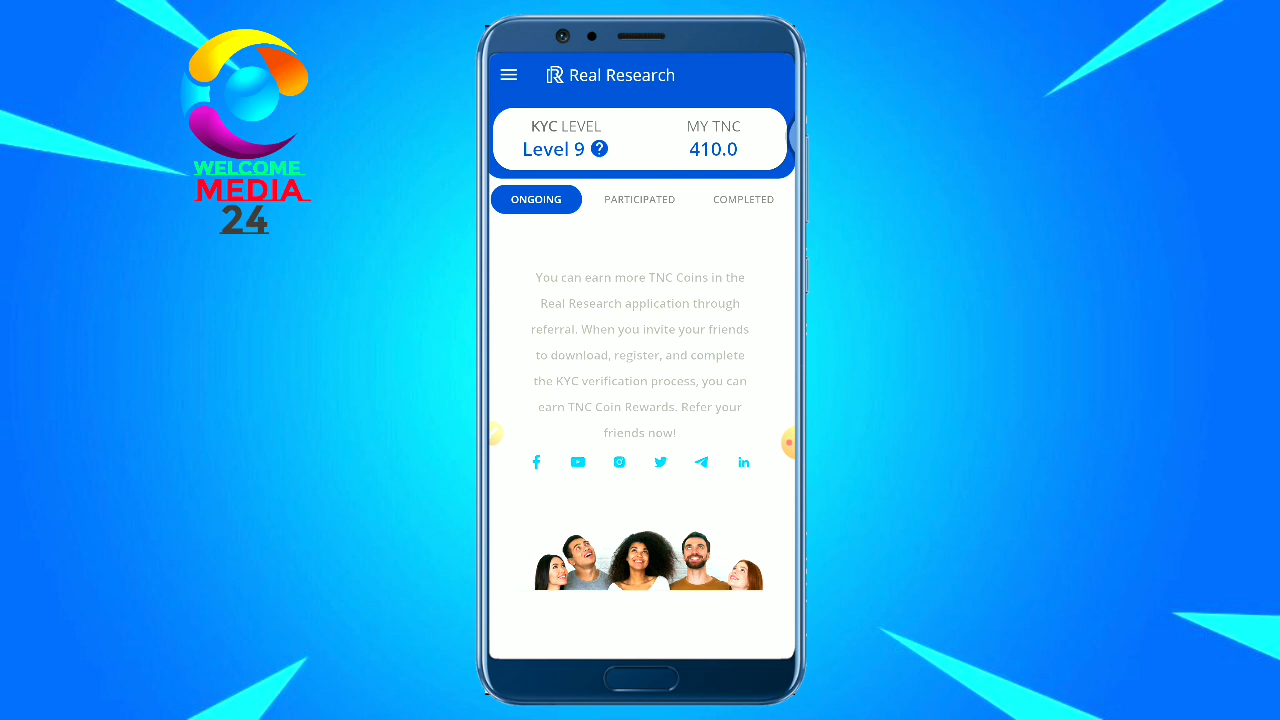 WELCOME
MEDIA
24
Real Research
KYC LEVEL
MY TNC
Level 9 ?
410.0
ONGOING
PARTICIPATED
COMPLETED
You can earn more TNC Coins in the
Real Research application through
referral. When you invite your friends
to download, register, and complete
the KYC verification process, you can
earn TNC Coin Rewards. Refer your
friends now!